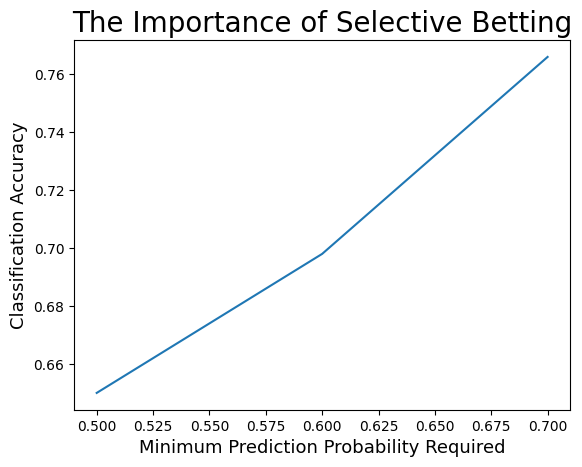 The Importance of Selective Betting
Classification Accuracy
0.76
0.74
0.72
0.70
0.68
0.66
0.500 0.525 0.550 0.575 0.600 0.625 0.650 0.675 0.700
Minimum Prediction Probability Required